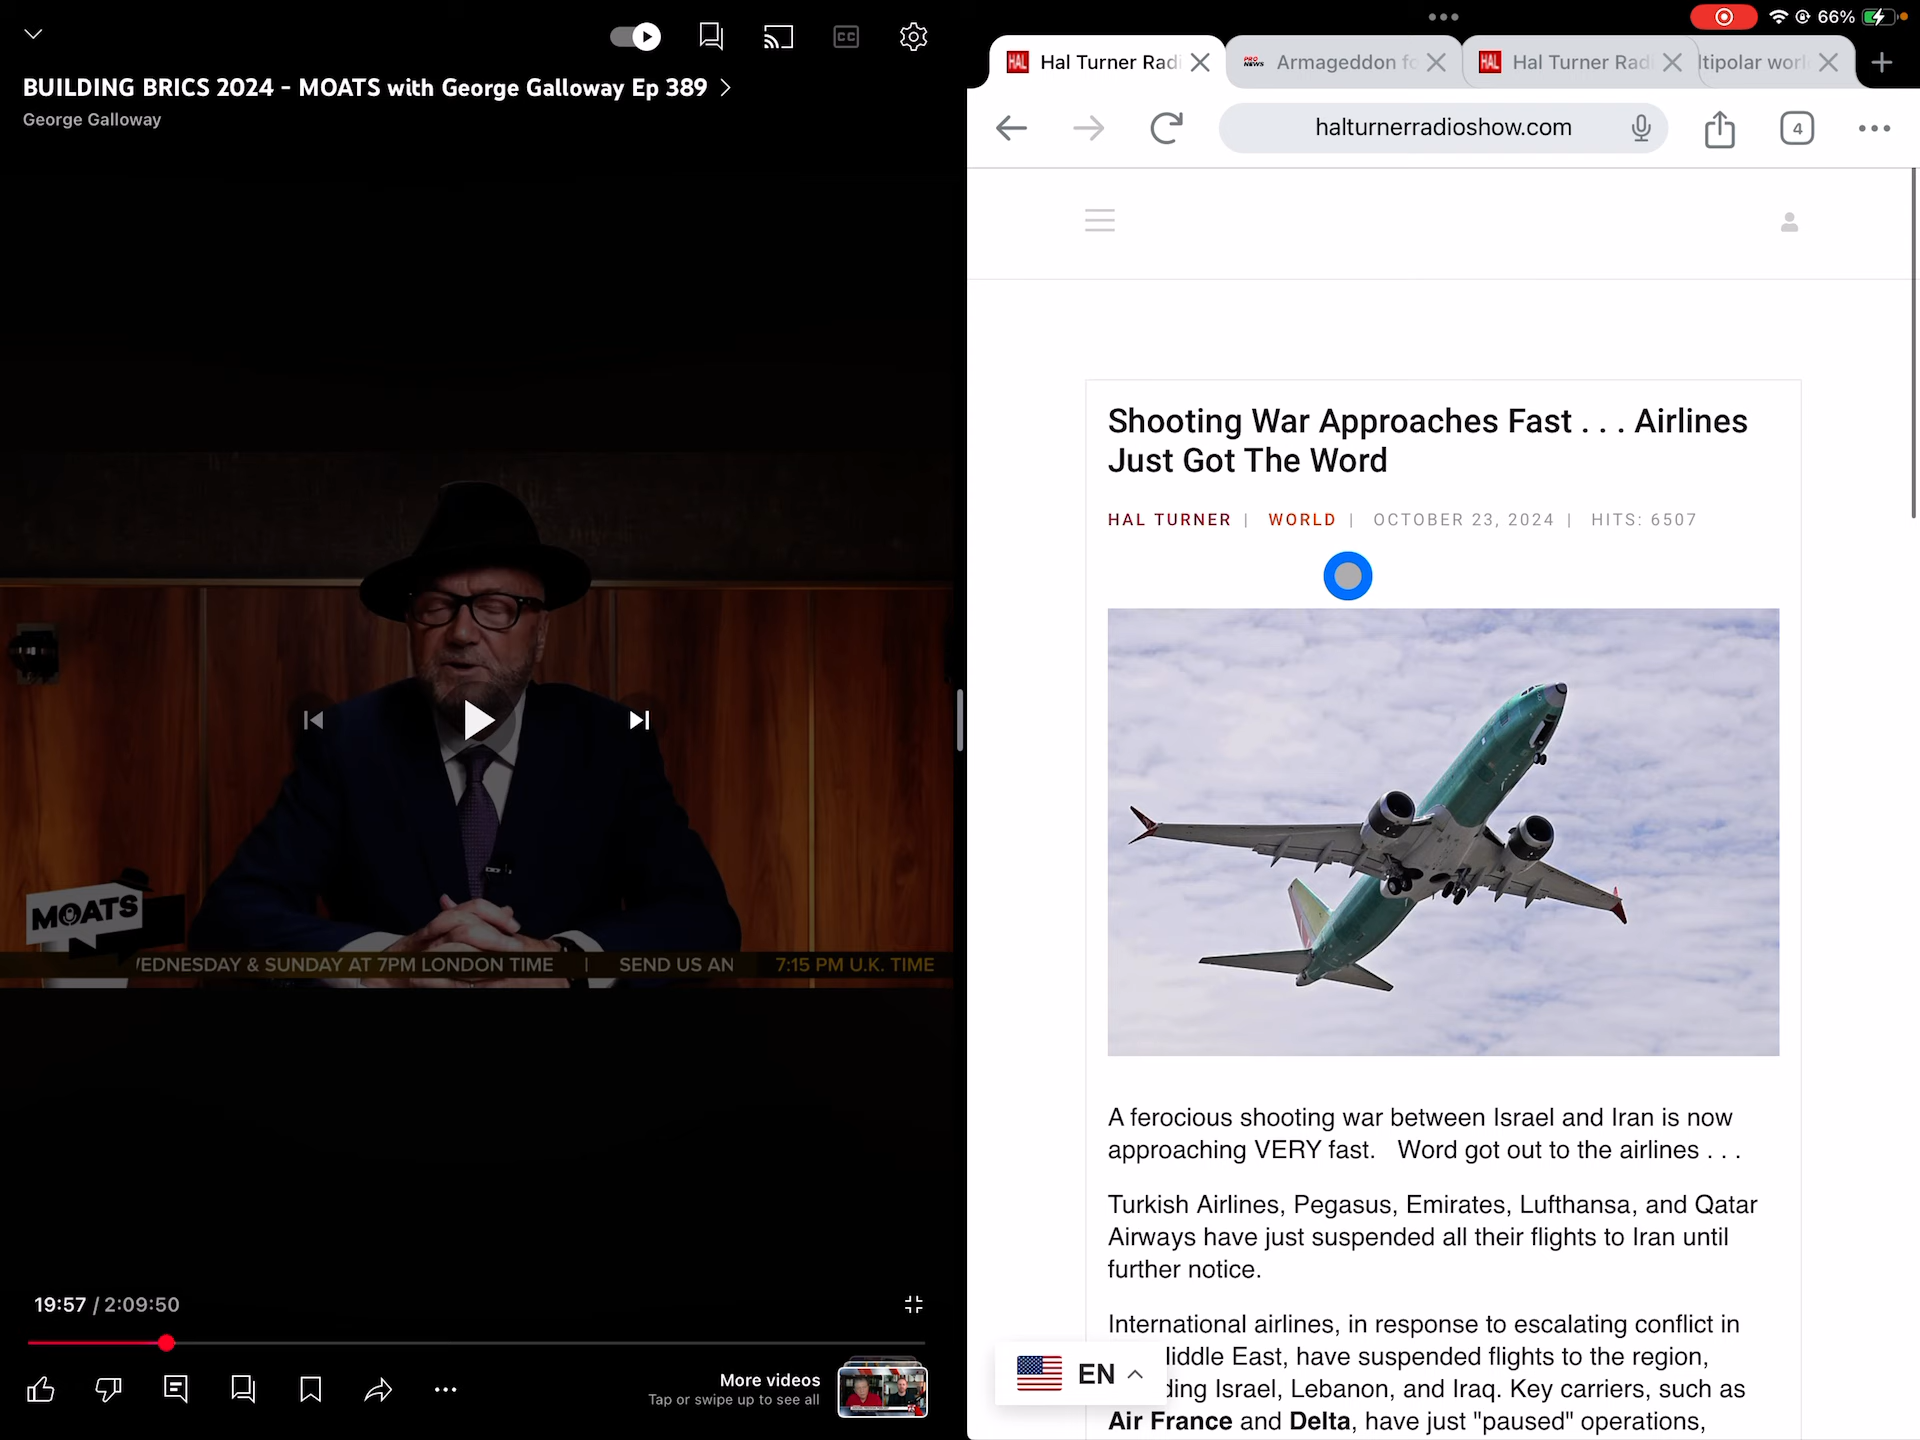 BUILDING BRICS 2024 - MOATS with George Galloway Ep 389
George Galloway
CC
MOATS
EDNESDAY & SUNDAY AT 7PM LONDON TIME | SEND US AN 7:15 PM U.K. TIME
19:57 / 2:09:50
More videos
Tap or swipe up to see all
66%
HAL Hal Turner Radi
PRO NEWS Armageddon fo
HAL Hal Turner Radi
ltipolar worl
halturnerradioshow.com
4
Shooting War Approaches Fast . . . Airlines
Just Got The Word
HAL TURNER | WORLD | OCTOBER 23, 2024 | HITS: 6507
A ferocious shooting war between Israel and Iran is now
approaching VERY fast. Word got out to the airlines . . .
Turkish Airlines, Pegasus, Emirates, Lufthansa, and Qatar
Airways have just suspended all their flights to Iran until
further notice.
International airlines, in response to escalating conflict in
iddle East, have suspended flights to the region,
ding Israel, Lebanon, and Iraq. Key carriers, such as
Air France and Delta, have just "paused" operations,
EN